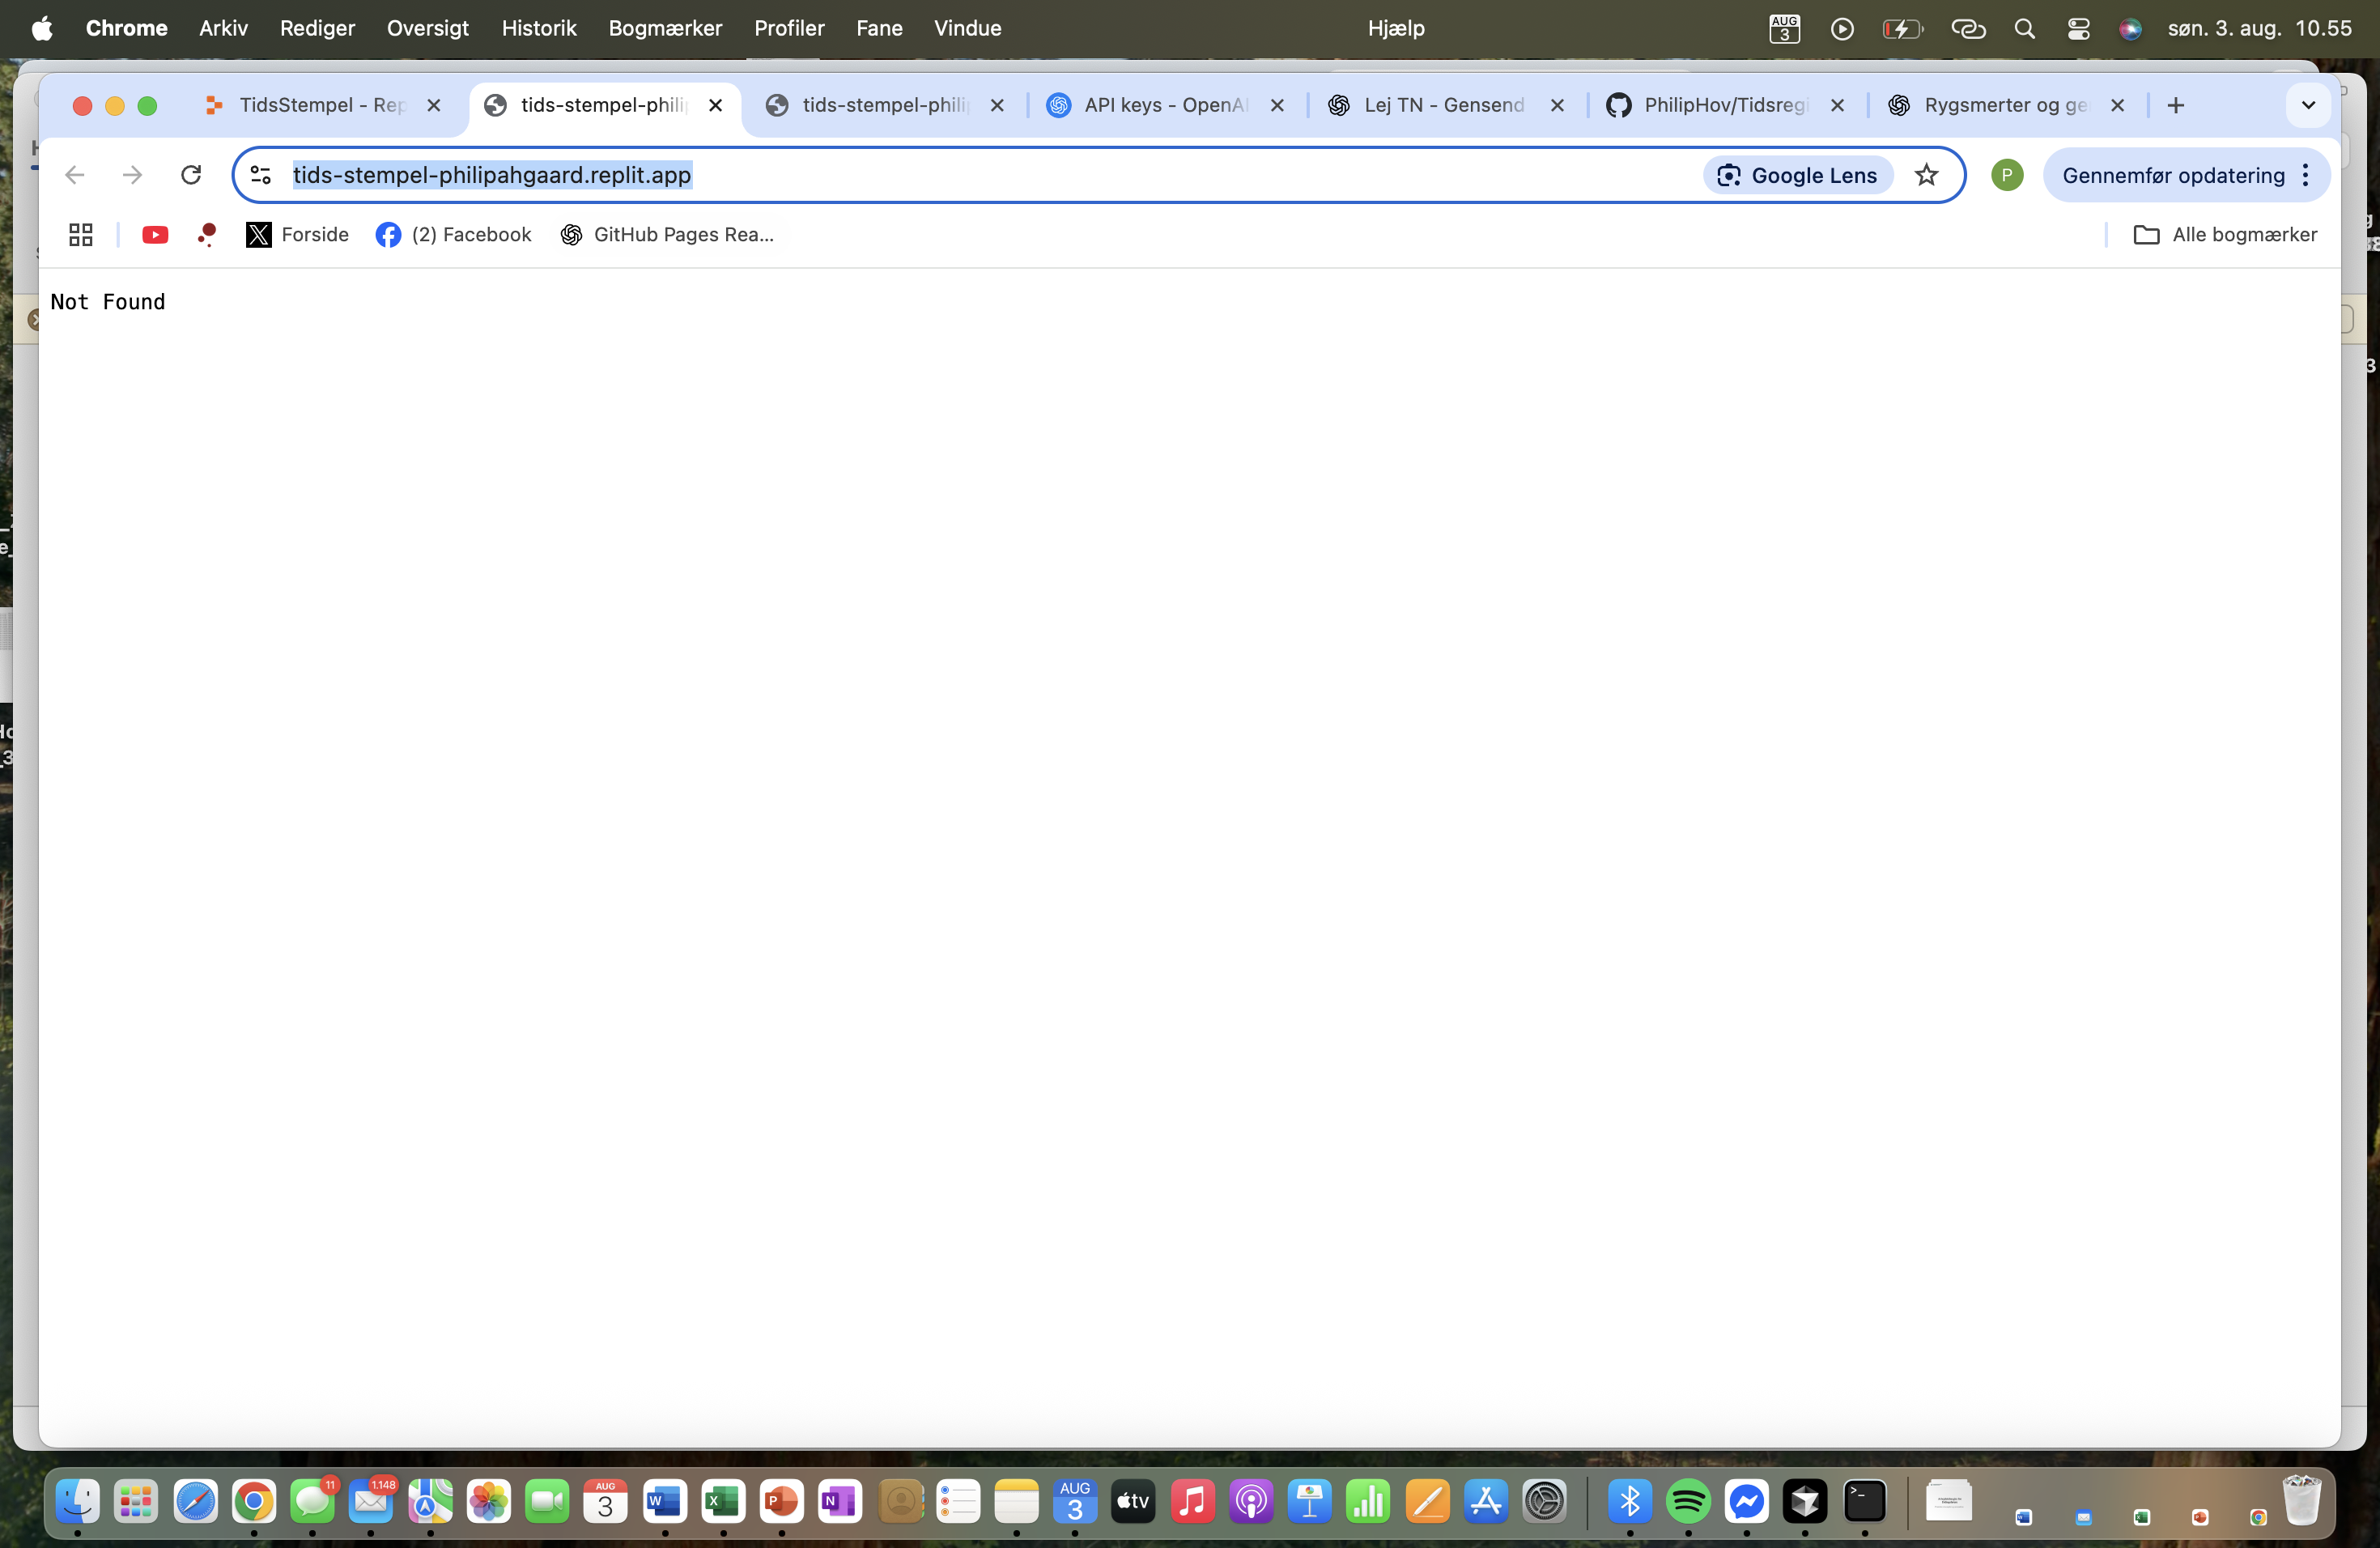 Chrome Arkiv Rediger Oversigt Historik Bogmærker Profiler Fane Vindue Hjælp AUG 3 søn. 3. aug. 10.55
TidsStempel - Rep tids-stempel-philip tids-stempel-philip API keys - OpenAI Lej TN - Gensend PhilipHov/Tidsregi Rygsmerter og ge
tids-stempel-philipahgaard.replit.app Google Lens P Gennemfør opdatering
Forside (2) Facebook GitHub Pages Rea... Alle bogmærker
Not Found
11 1.148 AUG 3 W X P N AUG 3 tv